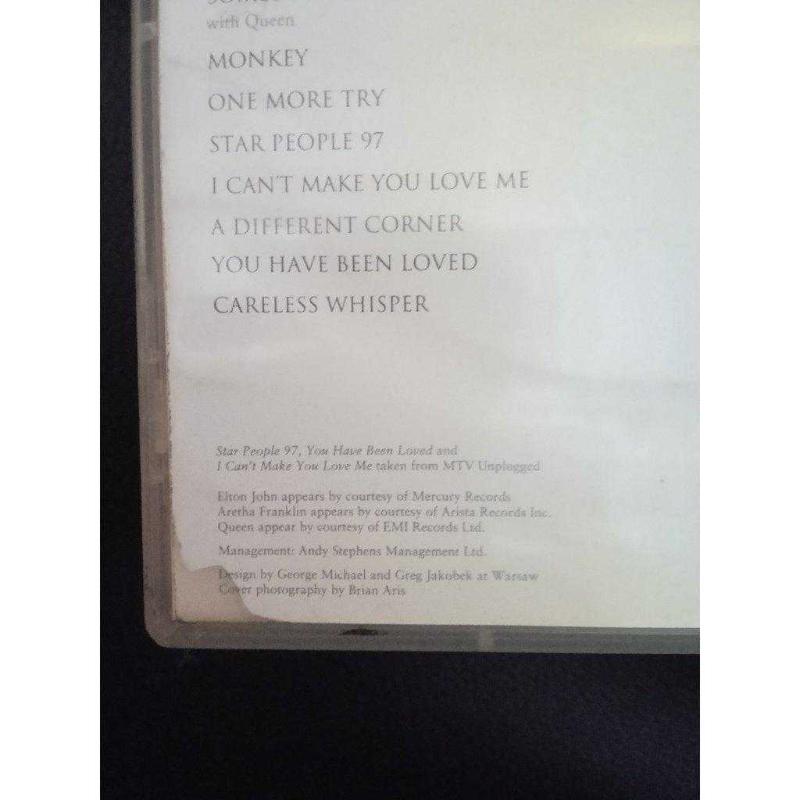 with Queen
MONKEY
ONE MORE TRY
STAR PEOPLE 97
I CAN'T MAKE YOU LOVE ME
A DIFFERENT CORNER
YOU HAVE BEEN LOVED
CARELESS WHISPER
Star People 97, You Have Been Loved and
I Can't Make You Love Me taken from MTV Unplugged
Elton John appears by courtesy of Mercury Records
Aretha Franklin appears by courtesy of Arista Records Inc.
Queen appear by courtesy of EMI Records Ltd.
Management: Andy Stephens Management Ltd.
Design by George Michael and Greg Jakobek at Warsaw
Cover photography by Brian Aris